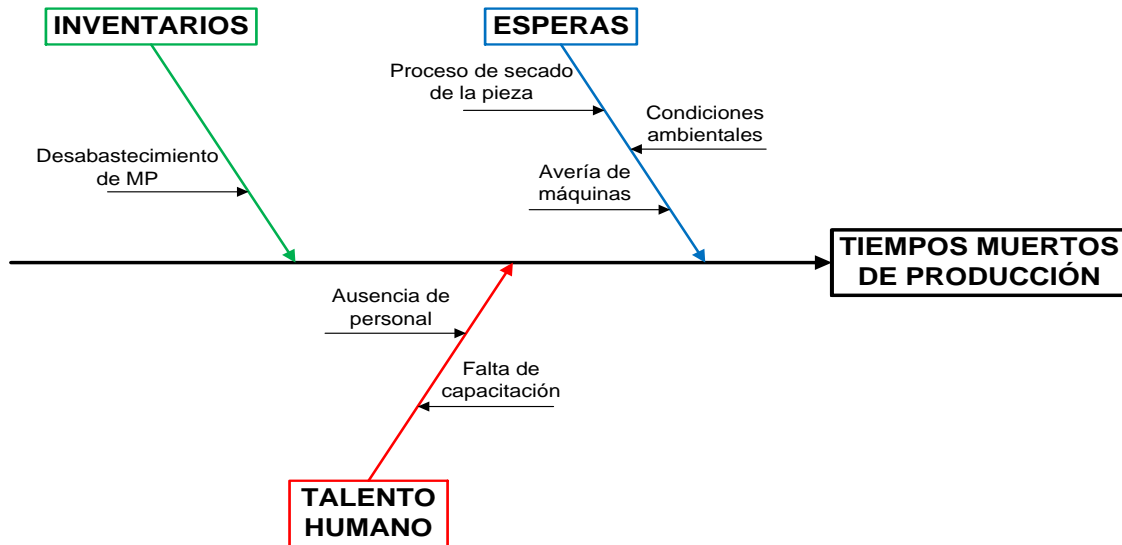 INVENTARIOS
ESPERAS
Proceso de secado
de la pieza
Condiciones
ambientales
Desabastecimiento
de MP
Avería de
máquinas
TIEMPOS MUERTOS
DE PRODUCCIÓN
Ausencia de
personal
Falta de
capacitación
TALENTO
HUMANO